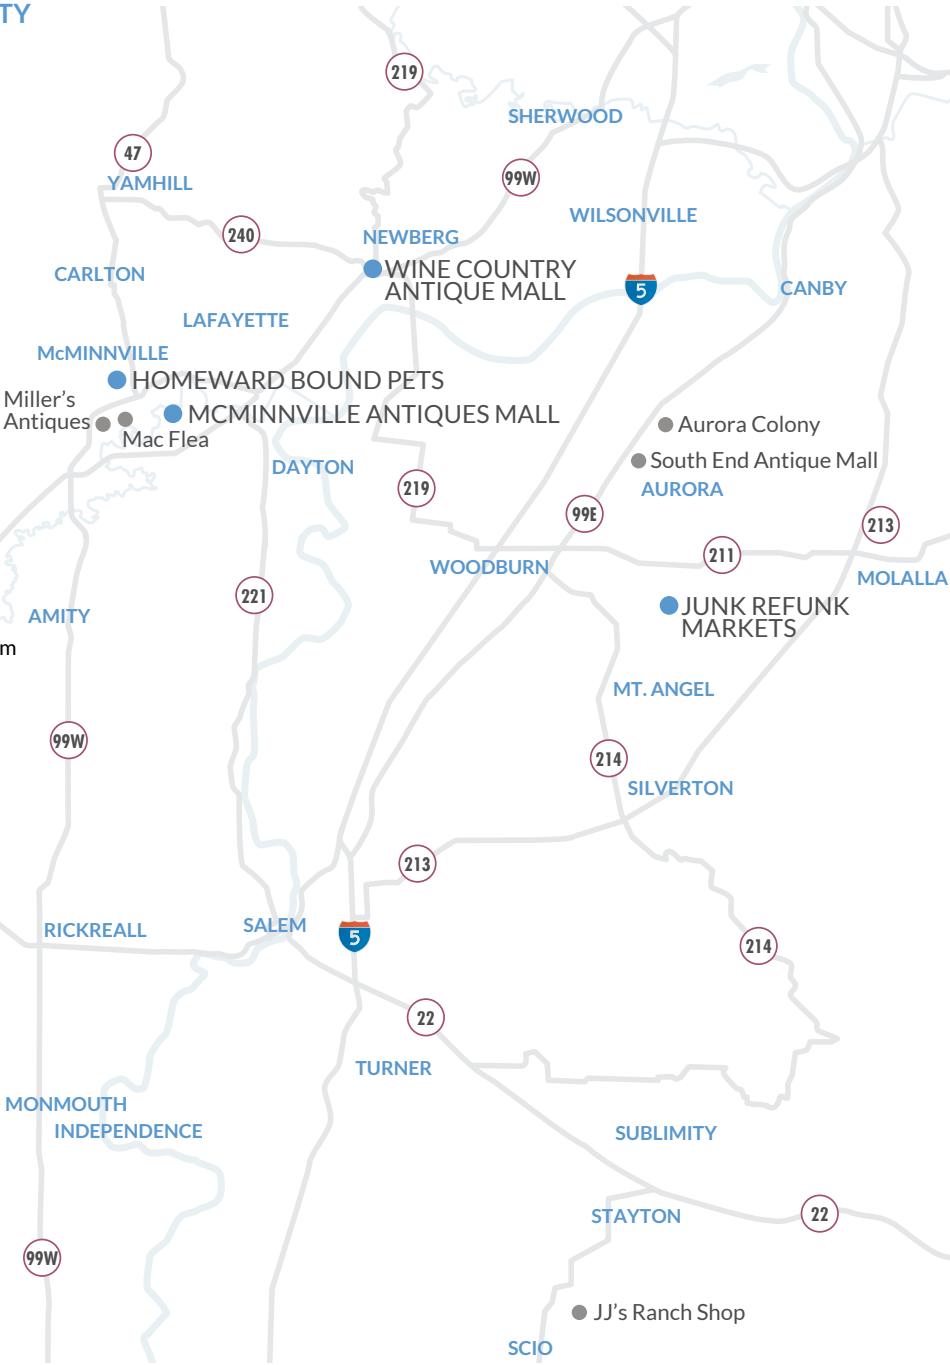 TY
219
SHERWOOD
47
99W
YAMHILL
WILSONVILLE
240
NEWBERG
WINE COUNTRY
ANTIQUE MALL
CARLTON
5
CANBY
LAFAYETTE
McMINNVILLE
HOMEWARD BOUND PETS
Miller's
Antiques
MCMINNVILLE ANTIQUES MALL
Mac Flea
Aurora Colony
South End Antique Mall
DAYTON
219
AURORA
99E
213
211
WOODBURN
MOLALLA
221
JUNK REFUNK
MARKETS
AMITY
m
MT. ANGEL
99W
214
SILVERTON
213
SALEM
RICKREALL
5
214
22
TURNER
MONMOUTH
INDEPENDENCE
SUBLIMITY
STAYTON
22
99W
JJ's Ranch Shop
SCIO